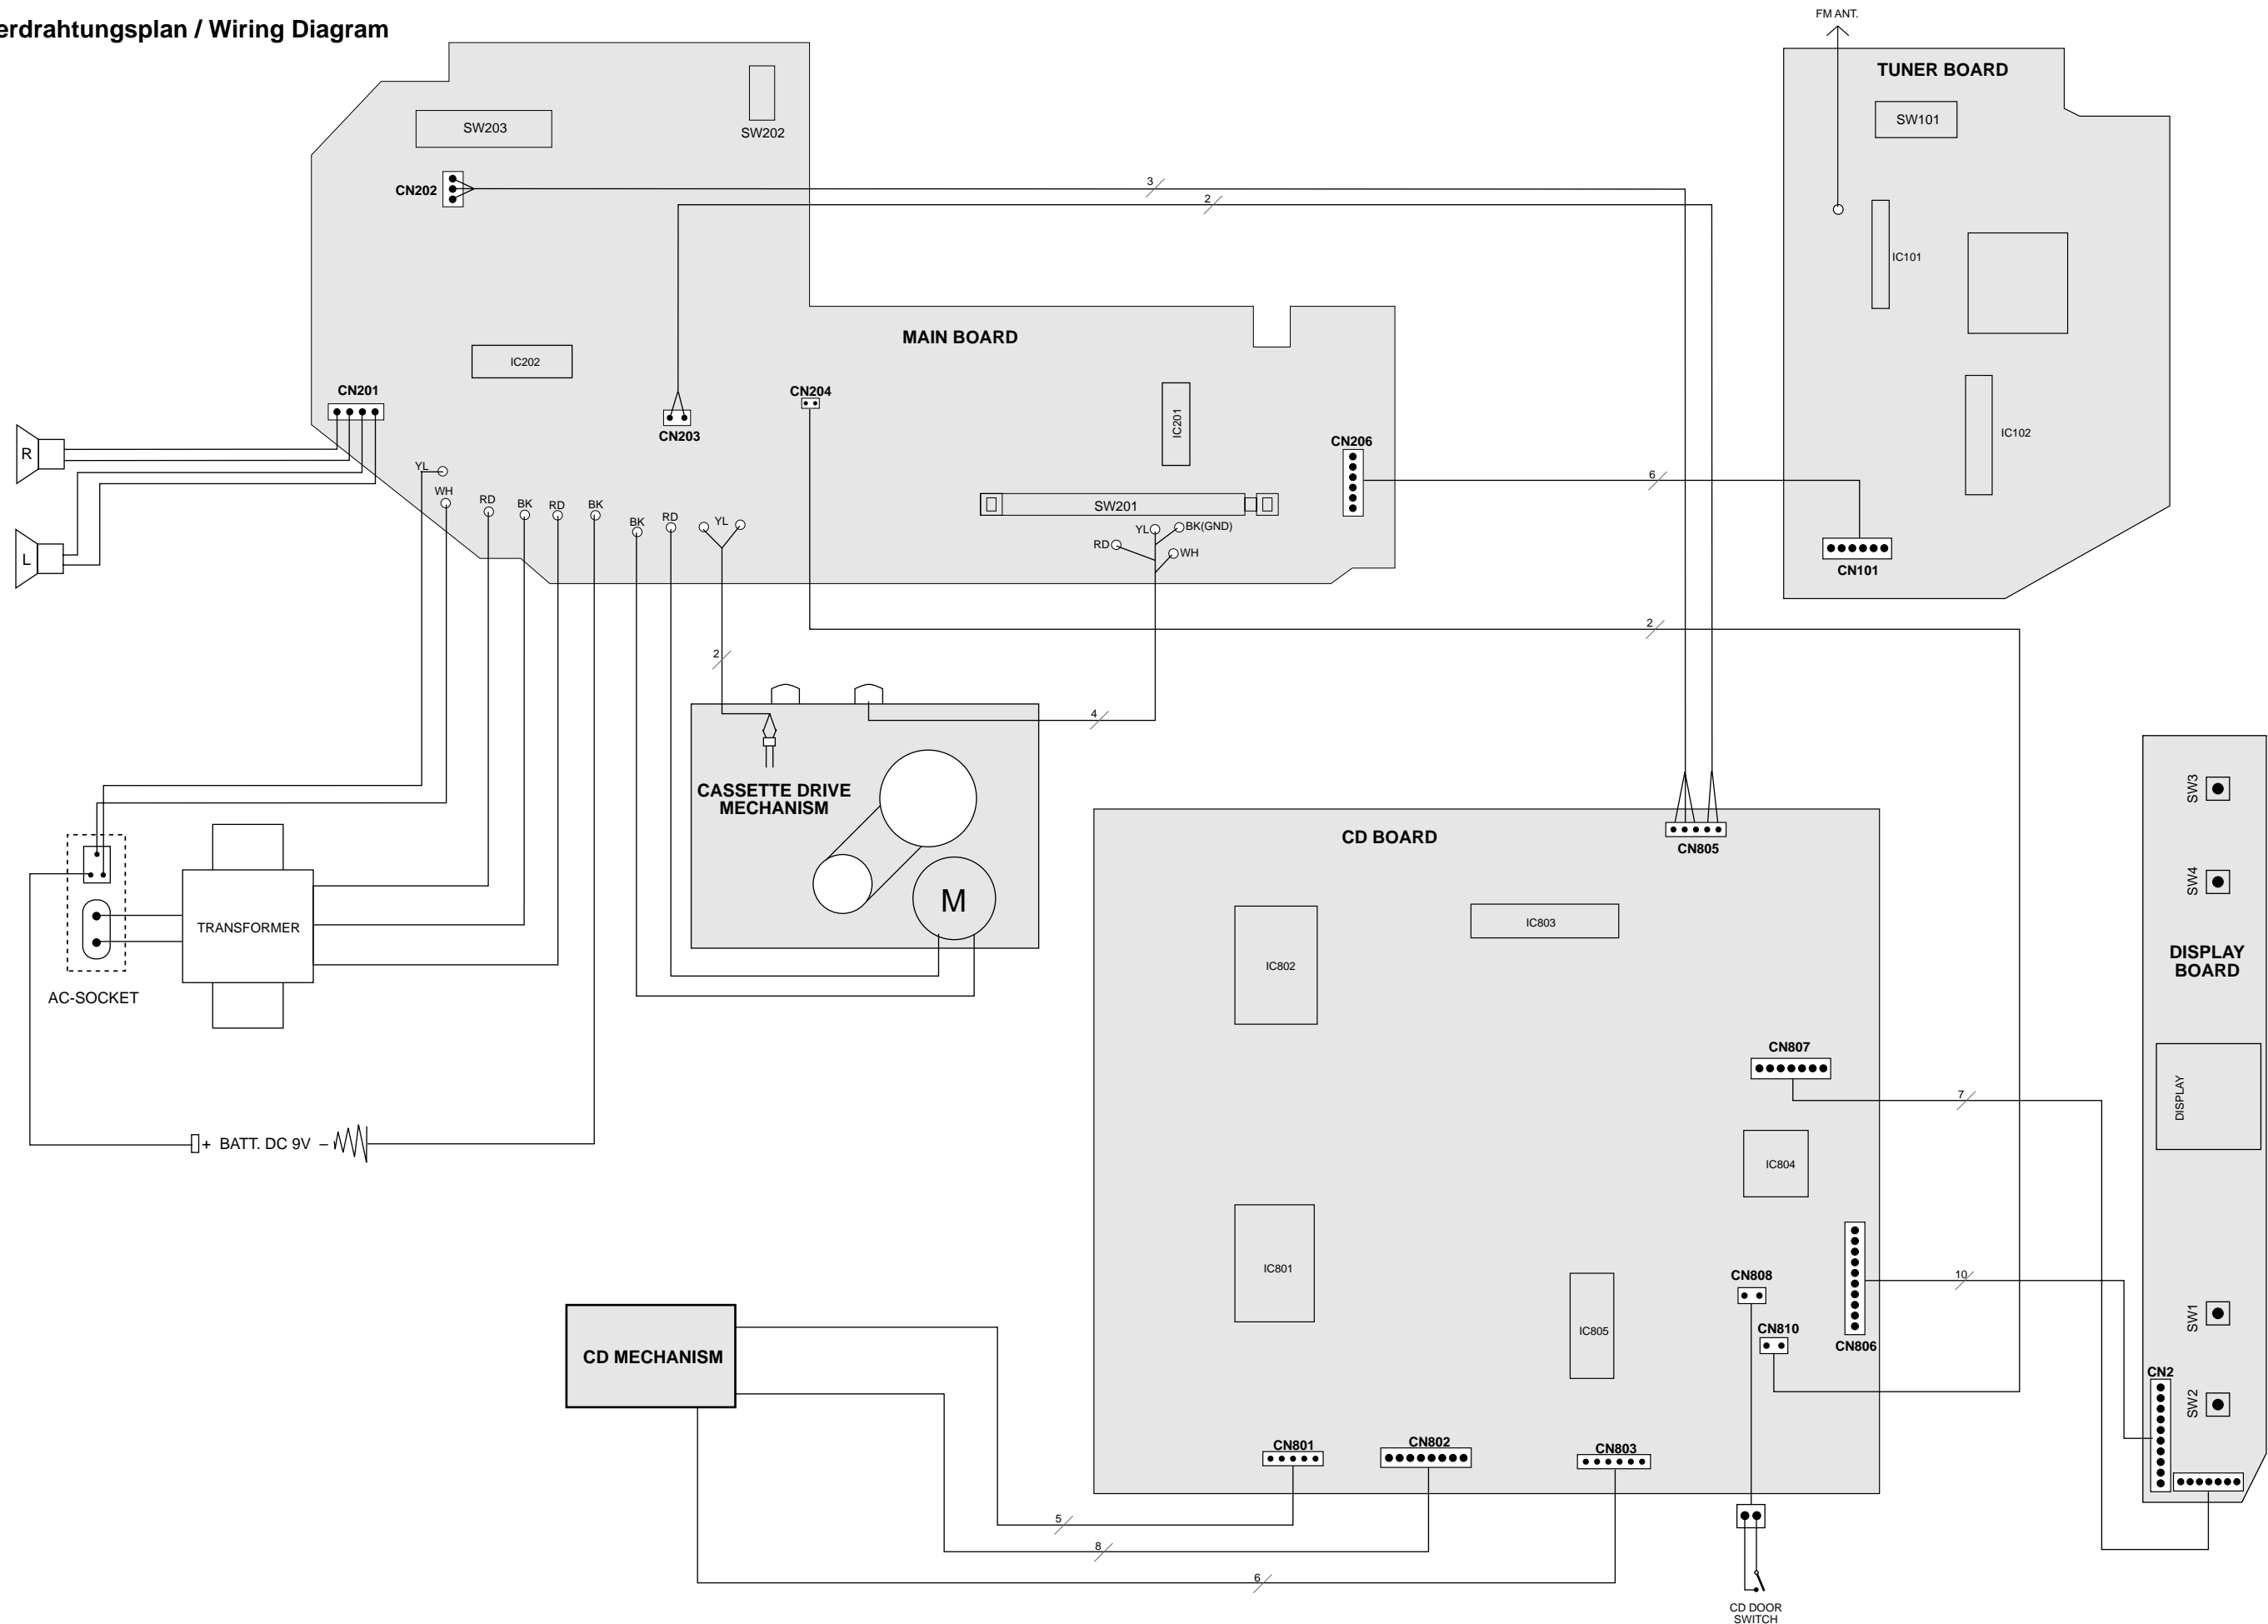 erdrahtungsplan / Wiring Diagram
FM ANT.
TUNER BOARD
SW101
SW203
SW202
CN202
3
2
IC101
MAIN BOARD
IC202
CN201
CN204
CN203
IC201
CN206
IC102
R
L
YL
WH
RD
BK
RD
BK
BK
RD
YL
SW201
YL
BK(GND)
RD
WH
6
CN101
2
2
4
CASSETTE DRIVE
MECHANISM
M
CD BOARD
CN805
SW3
SW4
DISPLAY
BOARD
TRANSFORMER
AC-SOCKET
IC802
IC803
CN807
7
DISPLAY
+ BATT. DC 9V –
IC804
IC801
CN808
10
SW1
IC805
CN810
CN806
CD MECHANISM
CN2
SW2
CN801
CN802
CN803
5
8
6
CD DOOR
SWITCH